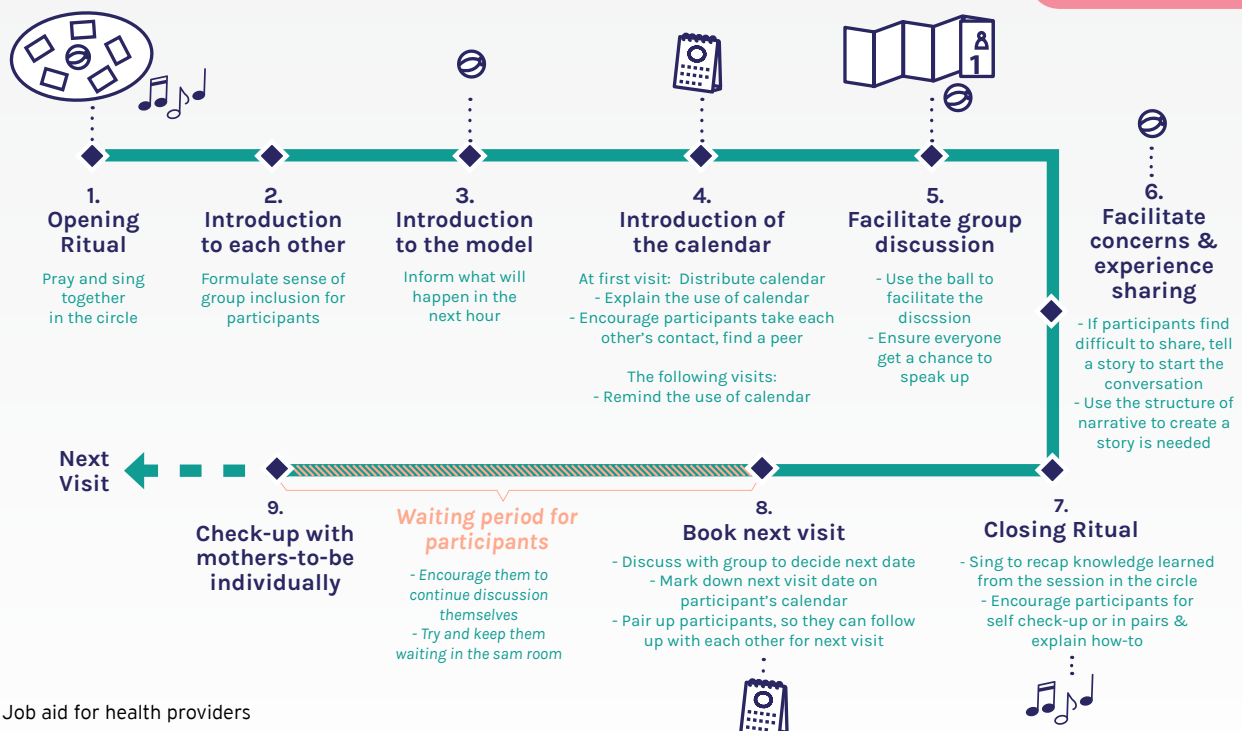 1.
Opening
Ritual
Pray and sing
together
in the circle
2.
Introduction
to each other
Formulate sense of
group inclusion for
participants
3.
Introduction
to the model
Inform what will
happen in the
next hour
4.
Introduction of
the calendar
At first visit:  Distribute calendar
- Explain the use of calendar
- Encourage participants take each
other's contact, find a peer
The following visits:
- Remind the use of calendar
1
5.
Facilitate group
discussion
- Use the ball to
facilitate the
discssion
- Ensure everyone
get a chance to
speak up
6.
Facilitate
concerns &
experience
sharing
- If participants find
difficult to share, tell
a story to start the
conversation
- Use the structure of
narrative to create a
story is needed
7.
Closing Ritual
- Sing to recap knowledge learned
from the session in the circle
- Encourage participants for
self check-up or in pairs &
explain how-to
8.
Book next visit
- Discuss with group to decide next date
- Mark down next visit date on
participant's calendar
- Pair up participants, so they can follow
up with each other for next visit
Waiting period for
participants
- Encourage them to
continue discussion
themselves
- Try and keep them
waiting in the sam room
9.
Check-up with
mothers-to-be
individually
Next
Visit
Job aid for health providers